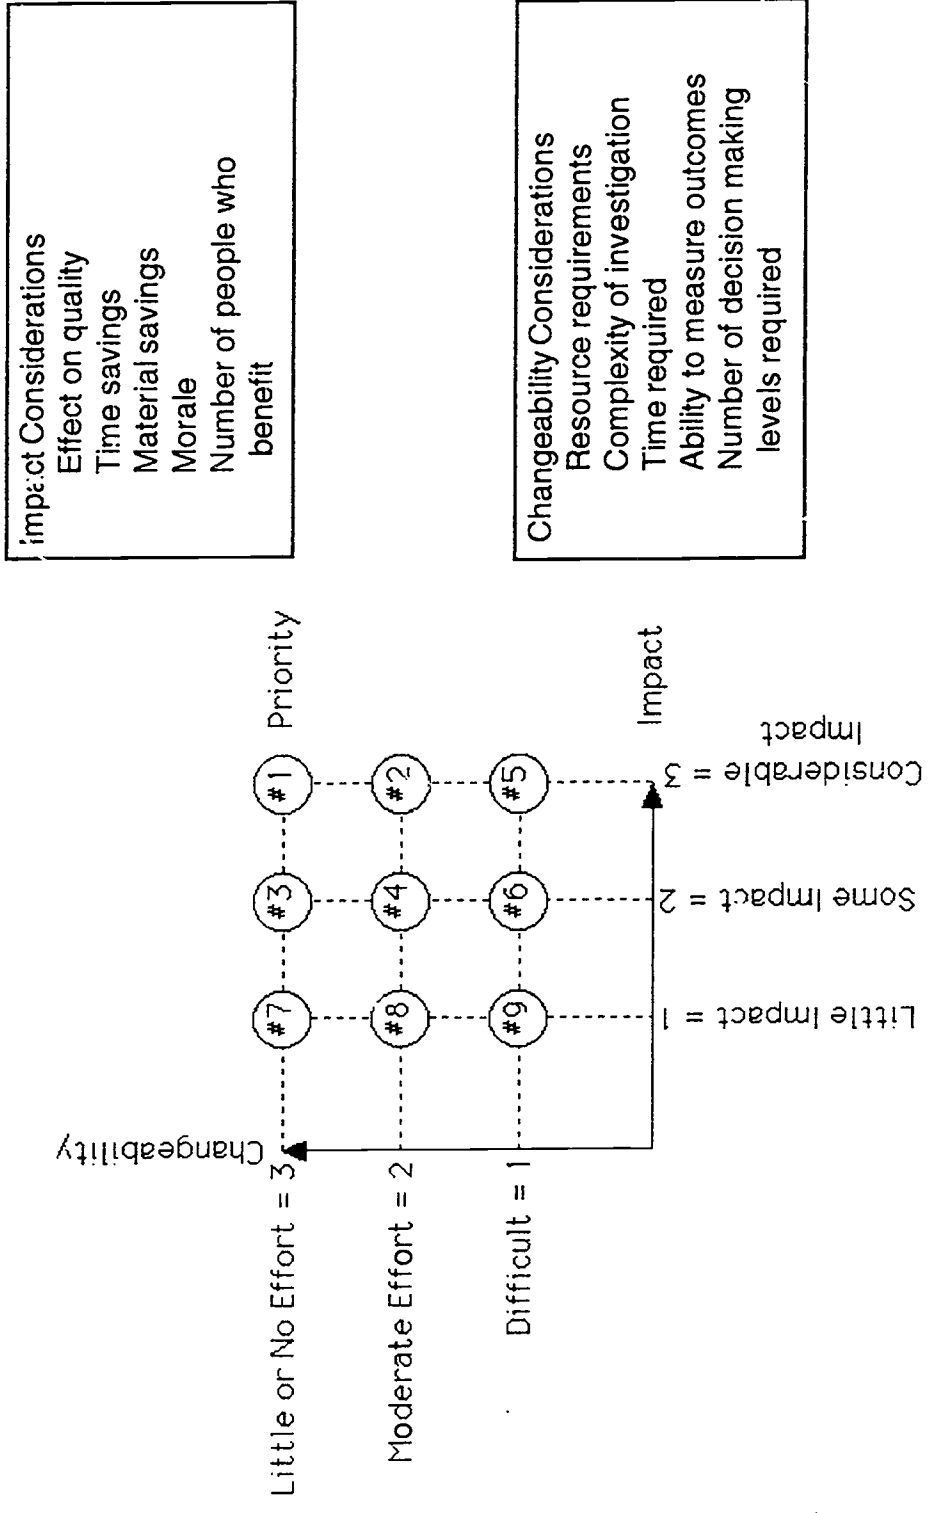 Changeability
Little or No Effort = 3
Moderate Effort = 2
Difficult = 1
#7
#3
#1
Priority
#8
#4
#2
#9
#6
#5
Impact
Little Impact = 1
Some Impact = 2
Considerable = 3
Impact
Impact Considerations
Effect on quality
Time savings
Material savings
Morale
Number of people who
benefit
Changeability Considerations
Resource requirements
Complexity of investigation
Time required
Ability to measure outcomes
Number of decision making
levels required